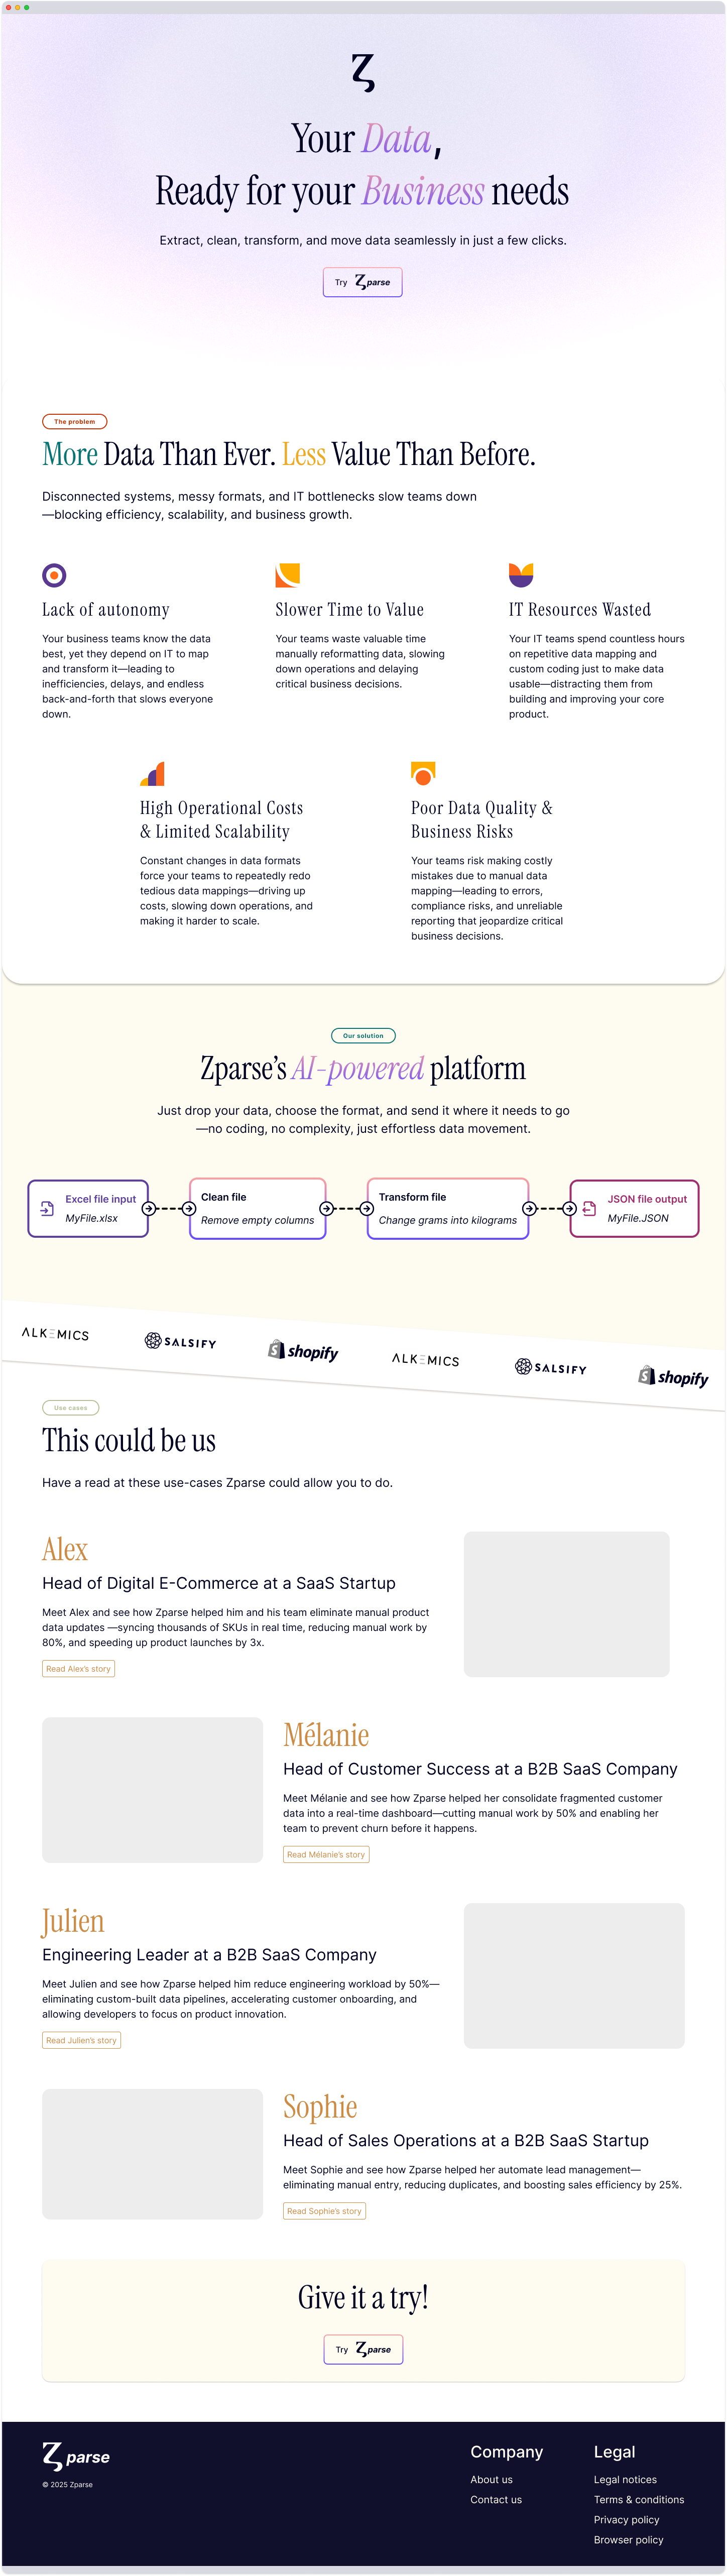 ζ
Your Data,
Ready for your Business needs
Extract, clean, transform, and move data seamlessly in just a few clicks.
Try ζparse
The problem
More Data Than Ever. Less Value Than Before.
Disconnected systems, messy formats, and IT bottlenecks slow teams down
—blocking efficiency, scalability, and business growth.
Lack of autonomy
Your business teams know the data
best, yet they depend on IT to map
and transform it—leading to
inefficiencies, delays, and endless
back-and-forth that slows everyone
down.
Slower Time to Value
Your teams waste valuable time
manually reformatting data, slowing
down operations and delaying
critical business decisions.
IT Resources Wasted
Your IT teams spend countless hours
on repetitive data mapping and
custom coding just to make data
usable—distracting them from
building and improving your core
product.
High Operational Costs
& Limited Scalability
Constant changes in data formats
force your teams to repeatedly redo
tedious data mappings—driving up
costs, slowing down operations, and
making it harder to scale.
Poor Data Quality &
Business Risks
Your teams risk making costly
mistakes due to manual data
mapping—leading to errors,
compliance risks, and unreliable
reporting that jeopardize critical
business decisions.
Our solution
Zparse’s AI-powered platform
Just drop your data, choose the format, and send it where it needs to go
—no coding, no complexity, just effortless data movement.
Excel file input
MyFile.xlsx
Clean file
Remove empty columns
Transform file
Change grams into kilograms
JSON file output
MyFile.JSON
ALKEMICS
SALSIFY
shopify
ALKEMICS
SALSIFY
shopify
Use cases
This could be us
Have a read at these use-cases Zparse could allow you to do.
Alex
Head of Digital E-Commerce at a SaaS Startup
Meet Alex and see how Zparse helped him and his team eliminate manual product
data updates —syncing thousands of SKUs in real time, reducing manual work by
80%, and speeding up product launches by 3x.
Read Alex’s story
Mélanie
Head of Customer Success at a B2B SaaS Company
Meet Mélanie and see how Zparse helped her consolidate fragmented customer
data into a real-time dashboard—cutting manual work by 50% and enabling her
team to prevent churn before it happens.
Read Mélanie’s story
Julien
Engineering Leader at a B2B SaaS Company
Meet Julien and see how Zparse helped him reduce engineering workload by 50%—
eliminating custom-built data pipelines, accelerating customer onboarding, and
allowing developers to focus on product innovation.
Read Julien’s story
Sophie
Head of Sales Operations at a B2B SaaS Startup
Meet Sophie and see how Zparse helped her automate lead management—
eliminating manual entry, reducing duplicates, and boosting sales efficiency by 25%.
Read Sophie’s story
Give it a try!
Try ζparse
ζparse
© 2025 Zparse
Company
About us
Contact us
Legal
Legal notices
Terms & conditions
Privacy policy
Browser policy